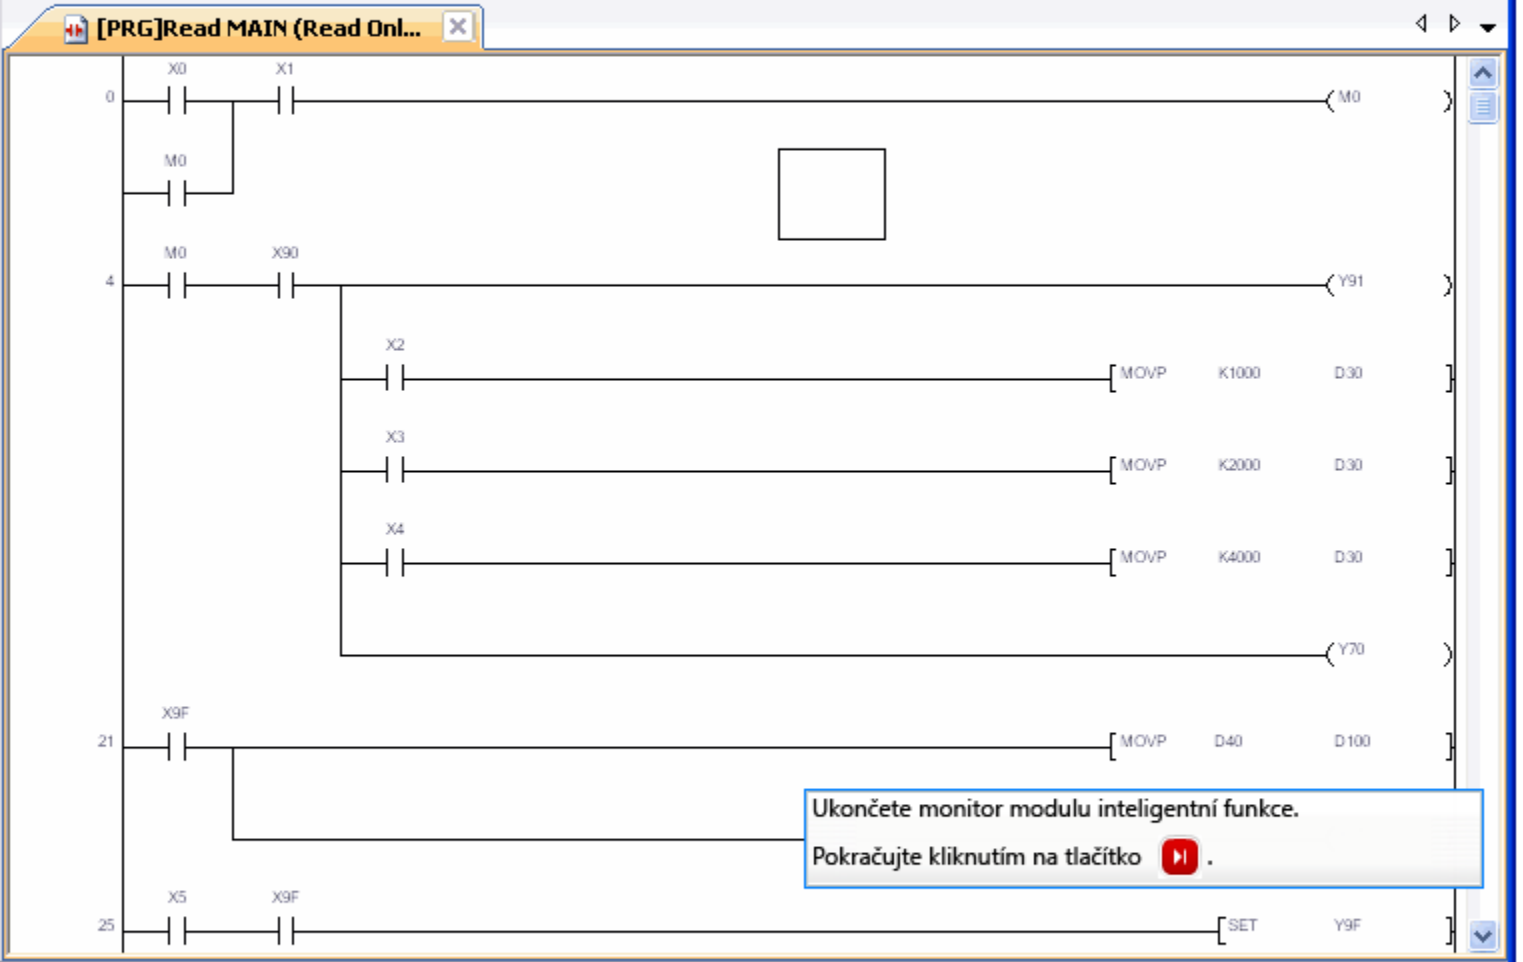 [PRG]Read MAIN (Read Onl...
X0 X1
0 M0
M0
M0 X90
4 Y91
X2
MOVP K1000 D30
X3
MOVP K2000 D30
X4
MOVP K4000 D30
Y70
X9F
21 MOVP D40 D100
Ukončete monitor modulu inteligentní funkce.
Pokračujte kliknutím na tlačítko .
X5 X9F
25 SET Y9F